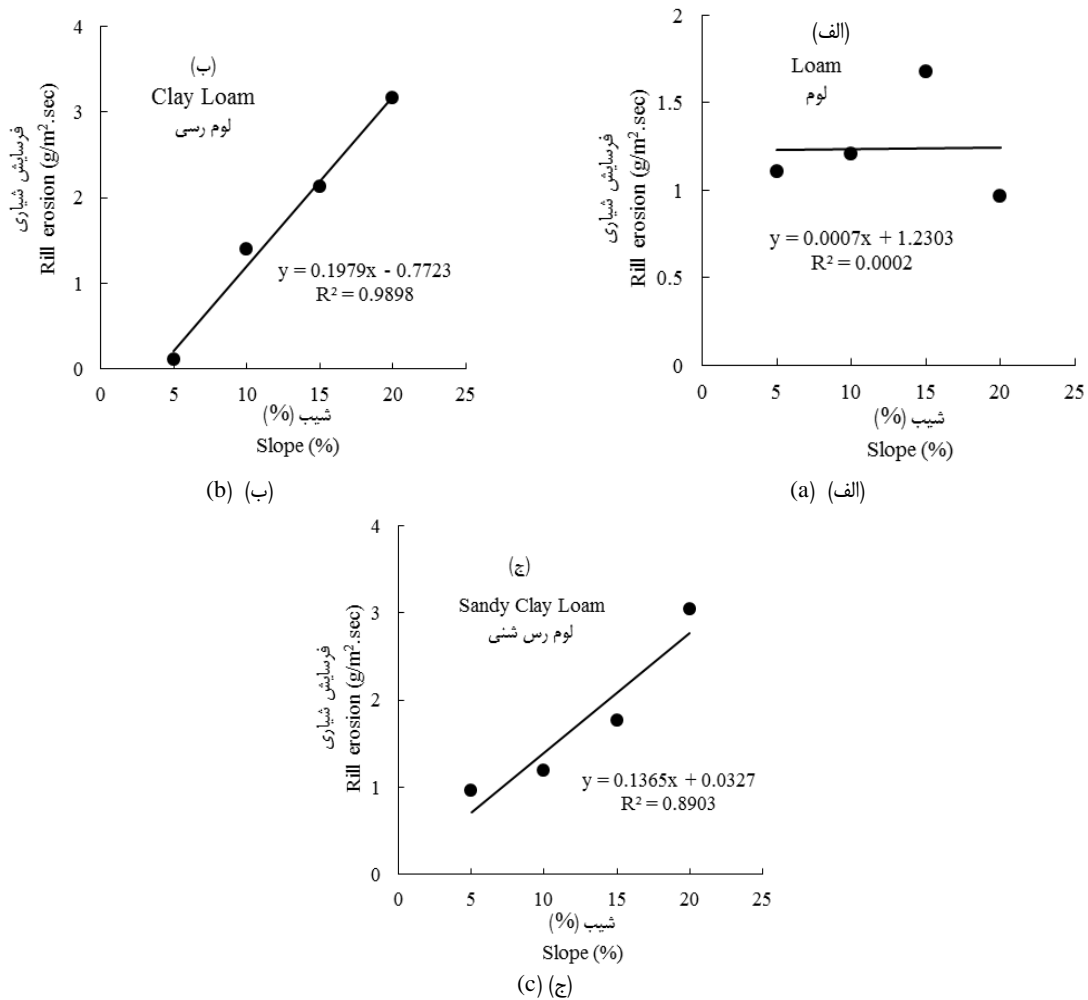 (الف)
Loam
لوم
فرسایش شیاری
Rill erosion (g/m².sec)
2
1.5
1
0.5
0
y = 0.0007x + 1.2303
R² = 0.0002
0 5 10 15 20 25
شیب (%)
Slope (%)
(الف) (a)
(ب)
Clay Loam
لوم رسی
فرسایش شیاری
Rill erosion (g/m².sec)
4
3
2
1
0
y = 0.1979x - 0.7723
R² = 0.9898
0 5 10 15 20 25
شیب (%)
Slope (%)
(ب) (b)
(ج)
Sandy Clay Loam
لوم رس شنی
فرسایش شیاری
Rill erosion (g/m².sec)
4
3
2
1
0
y = 0.1365x + 0.0327
R² = 0.8903
0 5 10 15 20 25
شیب (%)
Slope (%)
(ج) (c)